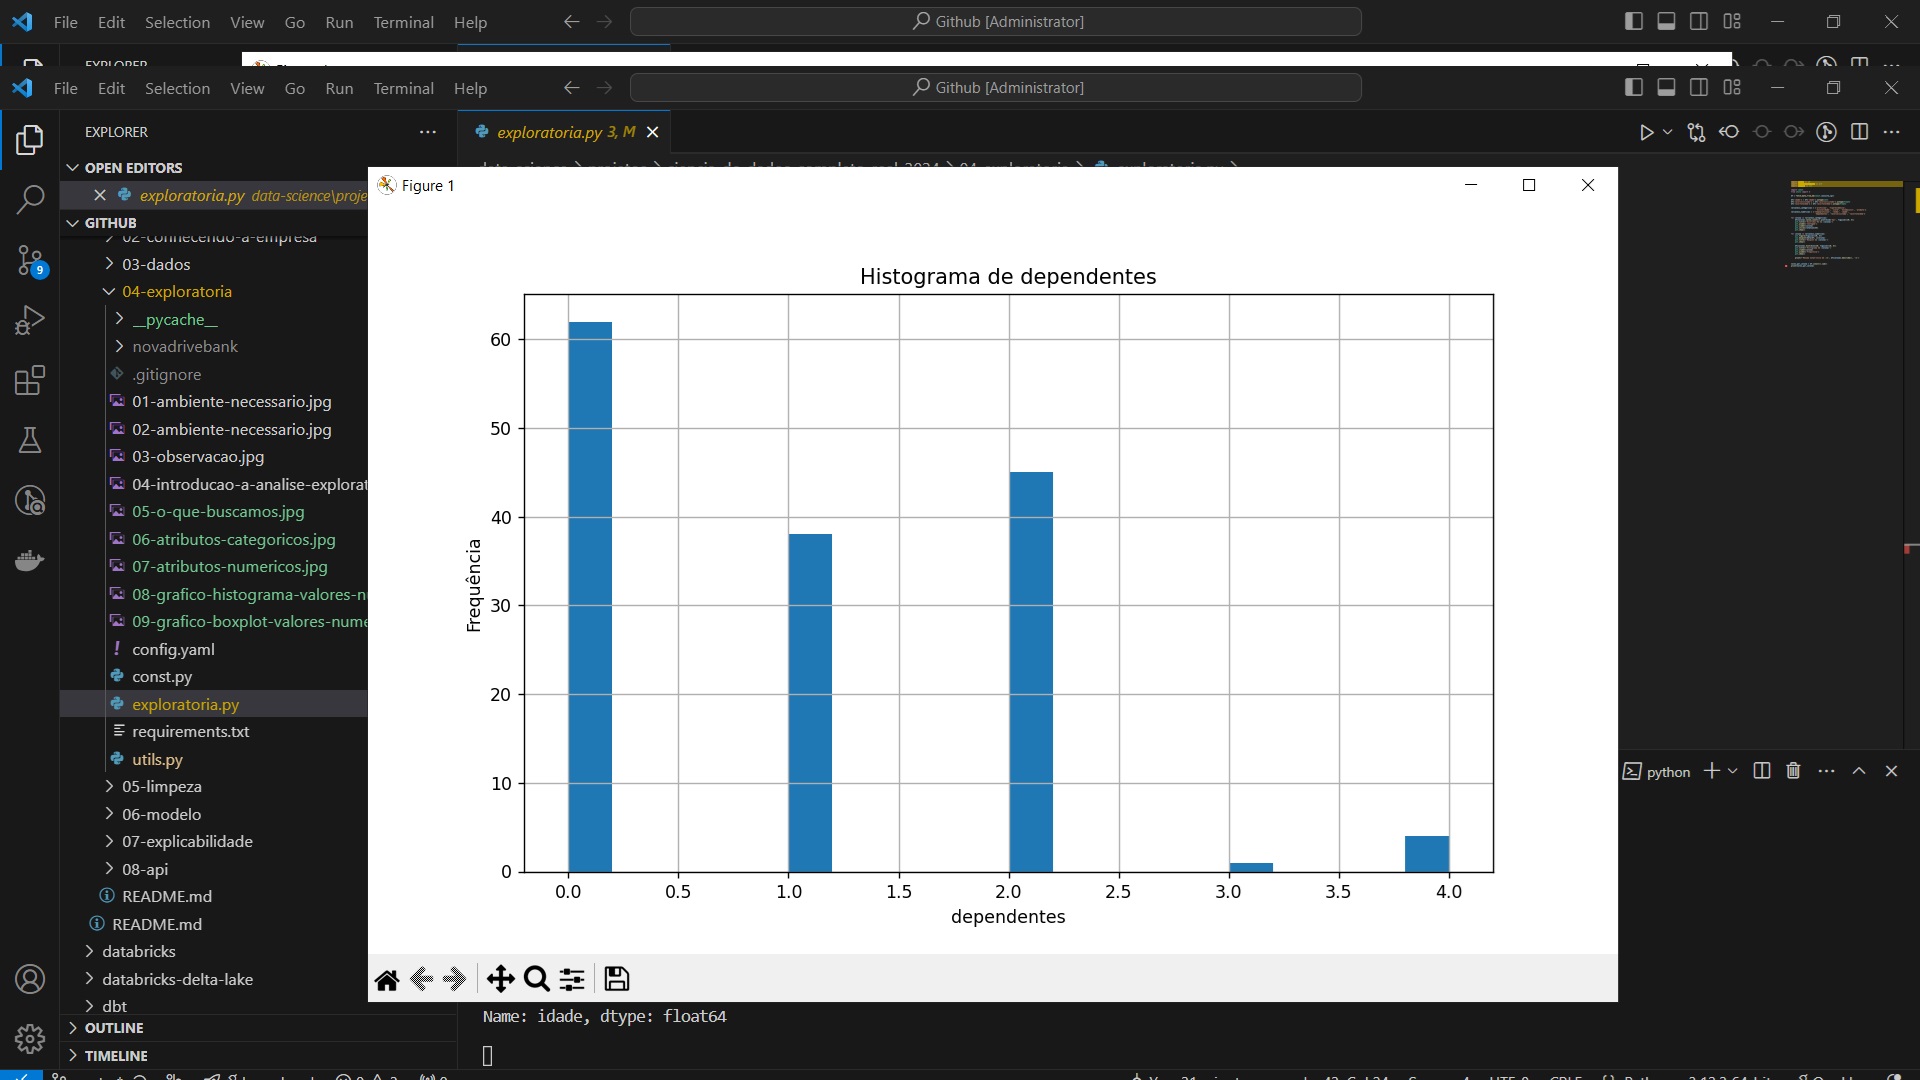 File Edit Selection View Go Run Terminal Help
Github [Administrator]
File Edit Selection View Go Run Terminal Help
Github [Administrator]
EXPLORER
exploratoria.py 3, M
OPEN EDITORS
exploratoria.py data-science\proje
Figure 1
GITHUB
02-conhecendo-a-empresa
03-dados
04-exploratoria
__pycache__
novadrivebank
.gitignore
01-ambiente-necessario.jpg
02-ambiente-necessario.jpg
03-observacao.jpg
04-introducao-a-analise-explorat
05-o-que-buscamos.jpg
06-atributos-categoricos.jpg
07-atributos-numericos.jpg
08-grafico-histograma-valores-nu
09-grafico-boxplot-valores-nume
config.yaml
const.py
exploratoria.py
requirements.txt
utils.py
05-limpeza
06-modelo
07-explicabilidade
08-api
README.md
README.md
databricks
databricks-delta-lake
dbt
OUTLINE
TIMELINE
9
Histograma de dependentes
Frequência
60
50
40
30
20
10
0
0.0 0.5 1.0 1.5 2.0 2.5 3.0 3.5 4.0
dependentes
python
Name: idade, dtype: float64